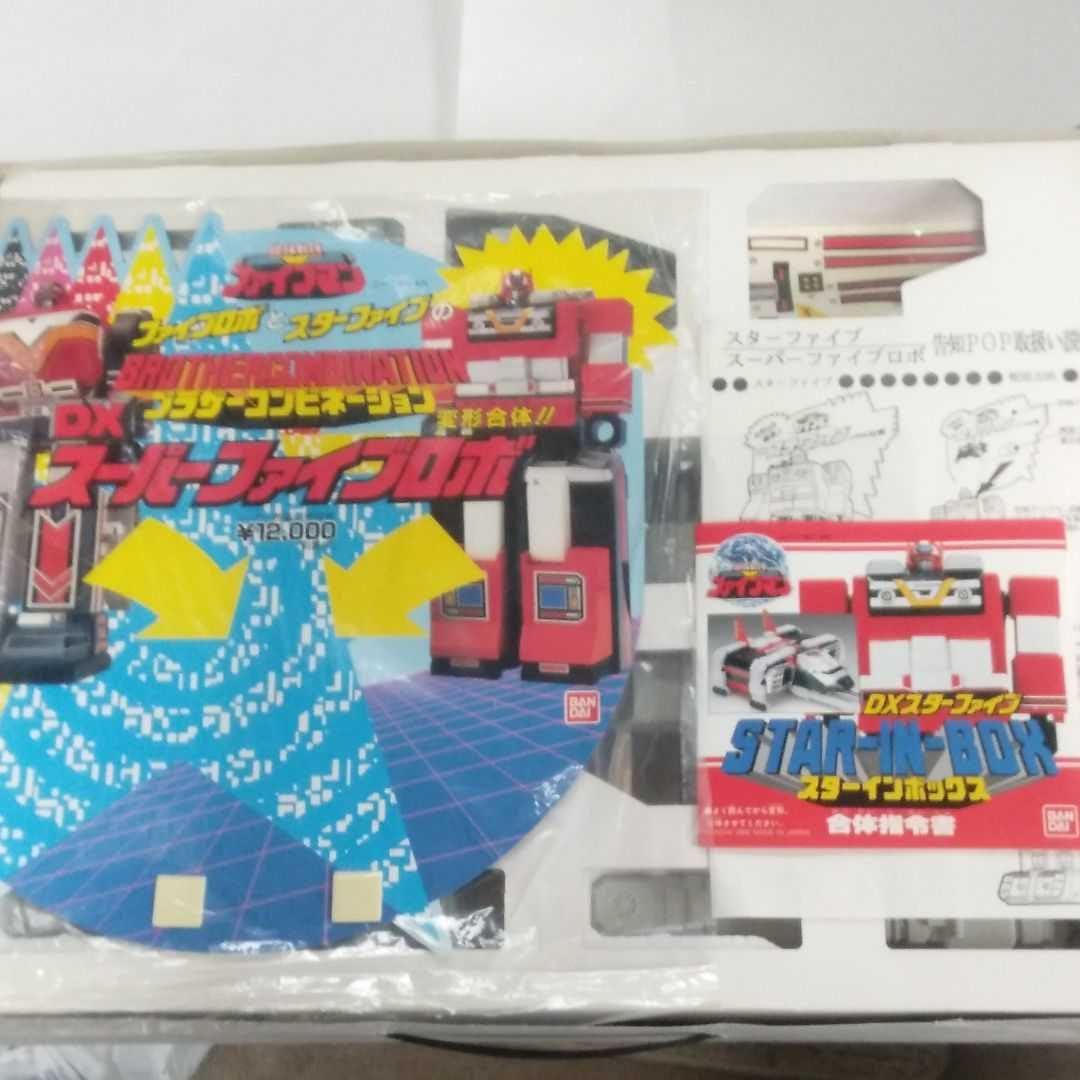 ファイブマン
ファイブロボとスターファイブの
BROTHERCOMBINATION
ブラザーコンビネーション
変形合体!!
DX
スーパーファイブロボ
¥12,000
BAN
DAI
スターファイブ
スーパーファイブロボ
告知POP取扱い説
スターファイブ
ファイブマン
DXスターファイブ
STAR-IN-BOX
スターインボックス
合体指令書
BAN
DAI